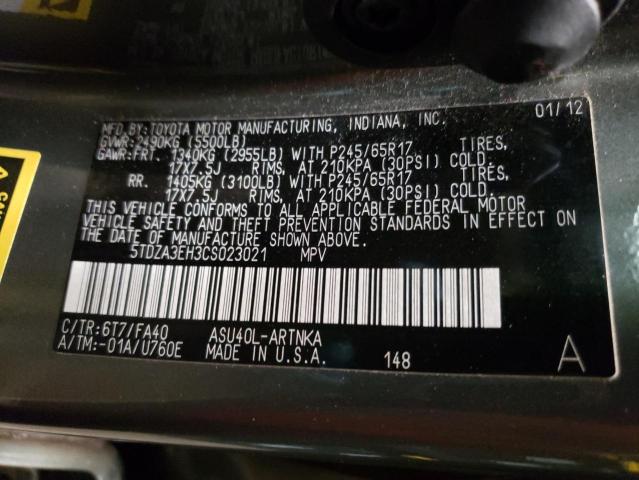 MFD. BY: TOYOTA MOTOR MANUFACTURING, INDIANA, INC. 01/12
GVWR: 2490KG (5500LB)
GAWR: FRT. 1340KG (2955LB) WITH P245/65R17 TIRES,
17X7.5J RIMS, AT 210KPA (30PSI) COLD.
RR. 1405KG (3100LB) WITH P245/65R17 TIRES,
17X7.5J RIMS, AT 210KPA (30PSI) COLD.
THIS VEHICLE CONFORMS TO ALL APPLICABLE FEDERAL MOTOR
VEHICLE SAFETY AND THEFT PREVENTION STANDARDS IN EFFECT ON
THE DATE OF MANUFACTURE SHOWN ABOVE.
5TDZA3EH3CS023021 MPV
C/TR: 6T7/FA40 ASU40L-ARTNKA
A/TM: -01A/U760E MADE IN U.S.A. 148 A